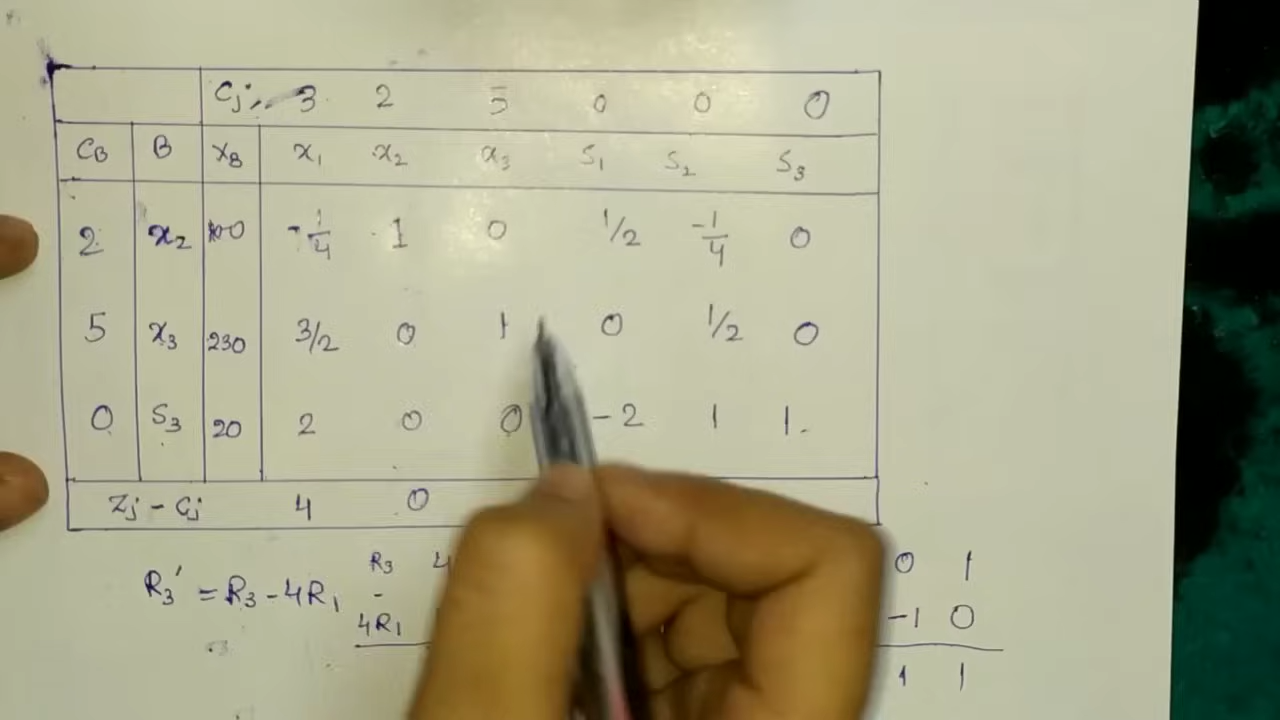 Cj 3 2 5 0 0 0
CB B XB x1 x2 x3 S1 S2 S3
2 x2 100 -1/4 1 0 1/2 -1/4 0
5 x3 230 3/2 0 1 0 1/2 0
0 S3 20 2 0 0 -2 1 1.
Zj - Cj 4 0
R3' = R3 - 4R1
R3 4 0 1
-
4R1 -1 0
1 1